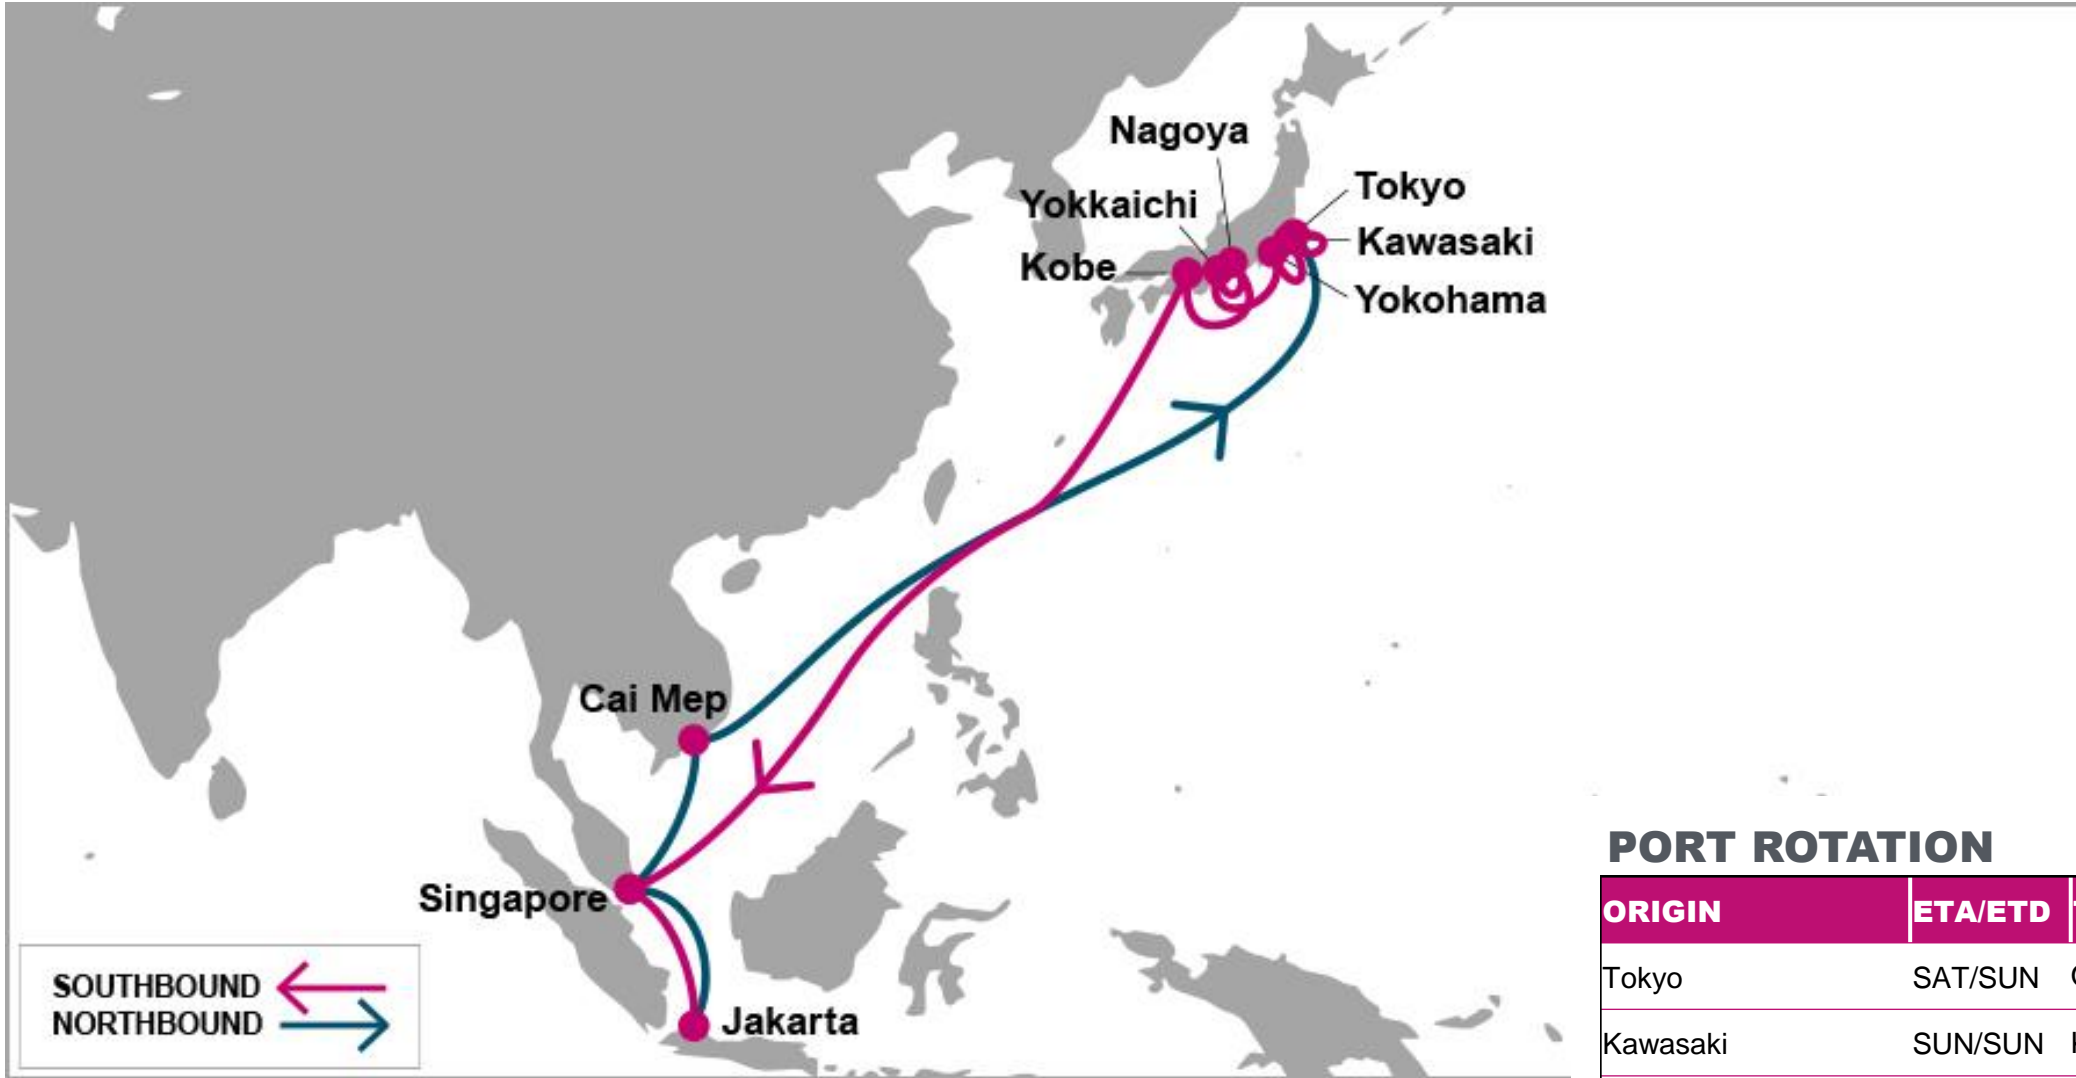 Nagoya
Tokyo
Yokkaichi
Kawasaki
Kobe
Yokohama
Cai Mep
Singapore
Jakarta
SOUTHBOUND
NORTHBOUND
PORT ROTATION
ORIGIN ETA/ETD
Tokyo SAT/SUN
Kawasaki SUN/SUN